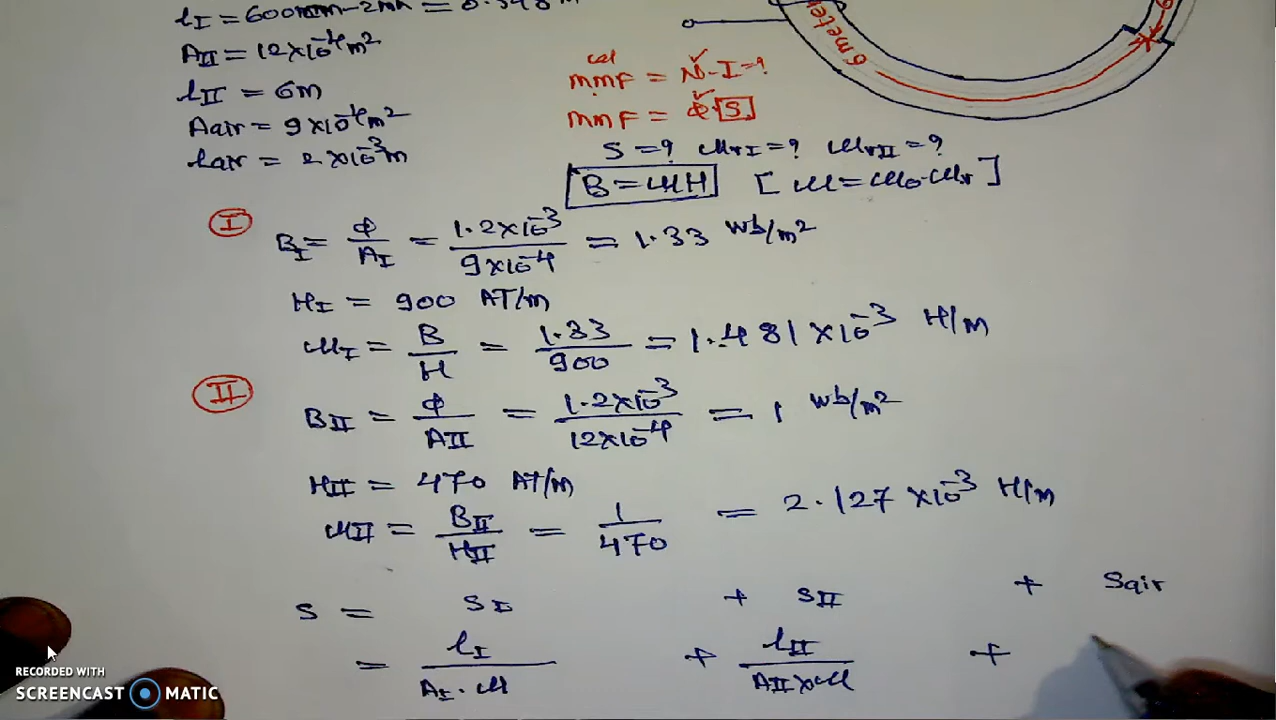 lI = 600mm - 2mm = 0.598 m
AII = 12×10⁻⁴ m²
lII = 6m
Aair = 9×10⁻⁴ m²
lair = 2×10⁻³ m
6 meter
cal
mmF = N·I = ?
mmF = Φ·S
S = ? μrI = ? μrII = ?
B = μH [μ = μ0·μr]
I
BI = Φ/AI = 1.2×10⁻³/9×10⁻⁴ = 1.33 wb/m²
HI = 900 AT/m
μI = B/H = 1.33/900 = 1.481×10⁻³ H/M
II
BII = Φ/AII = 1.2×10⁻³/12×10⁻⁴ = 1 wb/m²
HII = 470 AT/m
μII = BII/HII = 1/470 = 2.127×10⁻³ H/m
S = SI + SII + Sair
= lI/AI·μ + lII/AII×μ +
RECORDED WITH
SCREENCAST MATIC